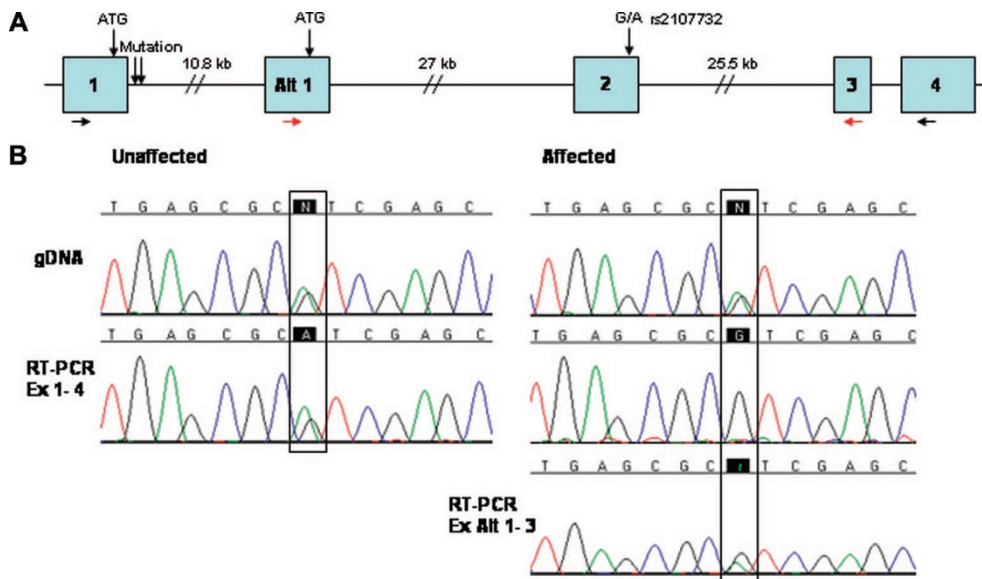 A
ATG
ATG
G/A rs2107732
Mutation
10.8 kb
27 kb
25.5 kb
1
Alt 1
2
3
4
B
Unaffected
Affected
T G A G C G C N T C G A G C
T G A G C G C N T C G A G C
gDNA
T G A G C G C A T C G A G C
T G A G C G C G T C G A G C
RT-PCR
Ex 1-4
T G A G C G C T C G A G C
RT-PCR
Ex Alt 1-3